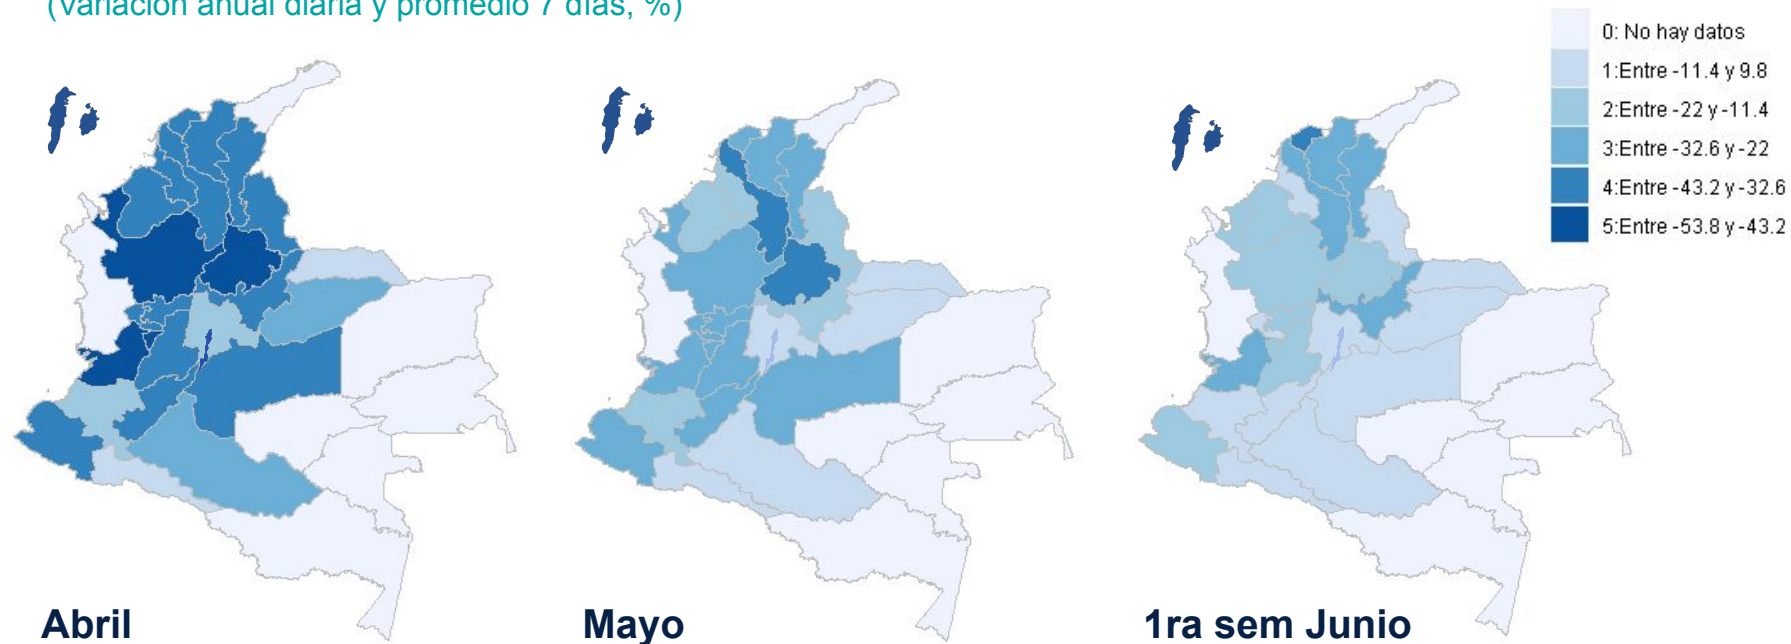 (Variación anual diaria y promedio 7 días, %)
0: No hay datos
1:Entre -11.4 y 9.8
2:Entre -22 y -11.4
3:Entre -32.6 y -22
4:Entre -43.2 y -32.6
5:Entre -53.8 y -43.2
Abril
Mayo
1ra sem Junio